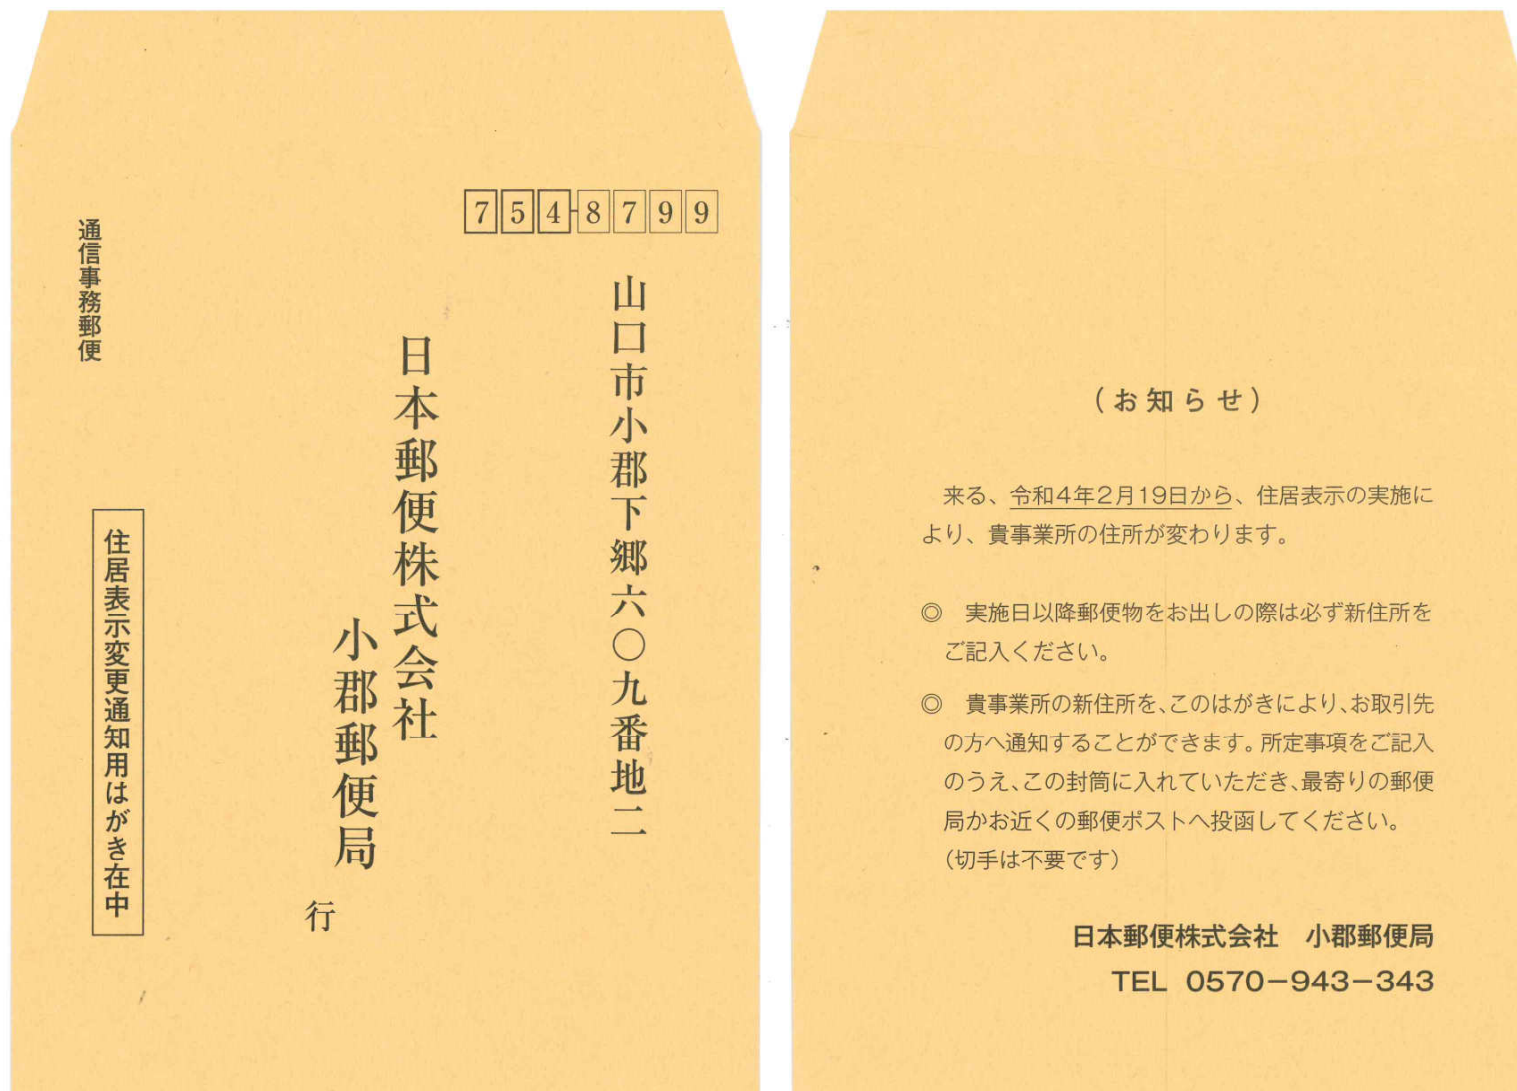 754-8799
山口市小郡下郷六〇九番地二
日本郵便株式会社
小郡郵便局
行
通信事務郵便
住居表示変更通知用はがき在中
（お知らせ）
来る、令和4年2月19日から、住居表示の実施に
より、貴事業所の住所が変わります。
◎　実施日以降郵便物をお出しの際は必ず新住所を
ご記入ください。
◎　貴事業所の新住所を、このはがきにより、お取引先
の方へ通知することができます。所定事項をご記入
のうえ、この封筒に入れていただき、最寄りの郵便
局かお近くの郵便ポストへ投函してください。
（切手は不要です）
日本郵便株式会社　小郡郵便局
TEL 0570－943－343